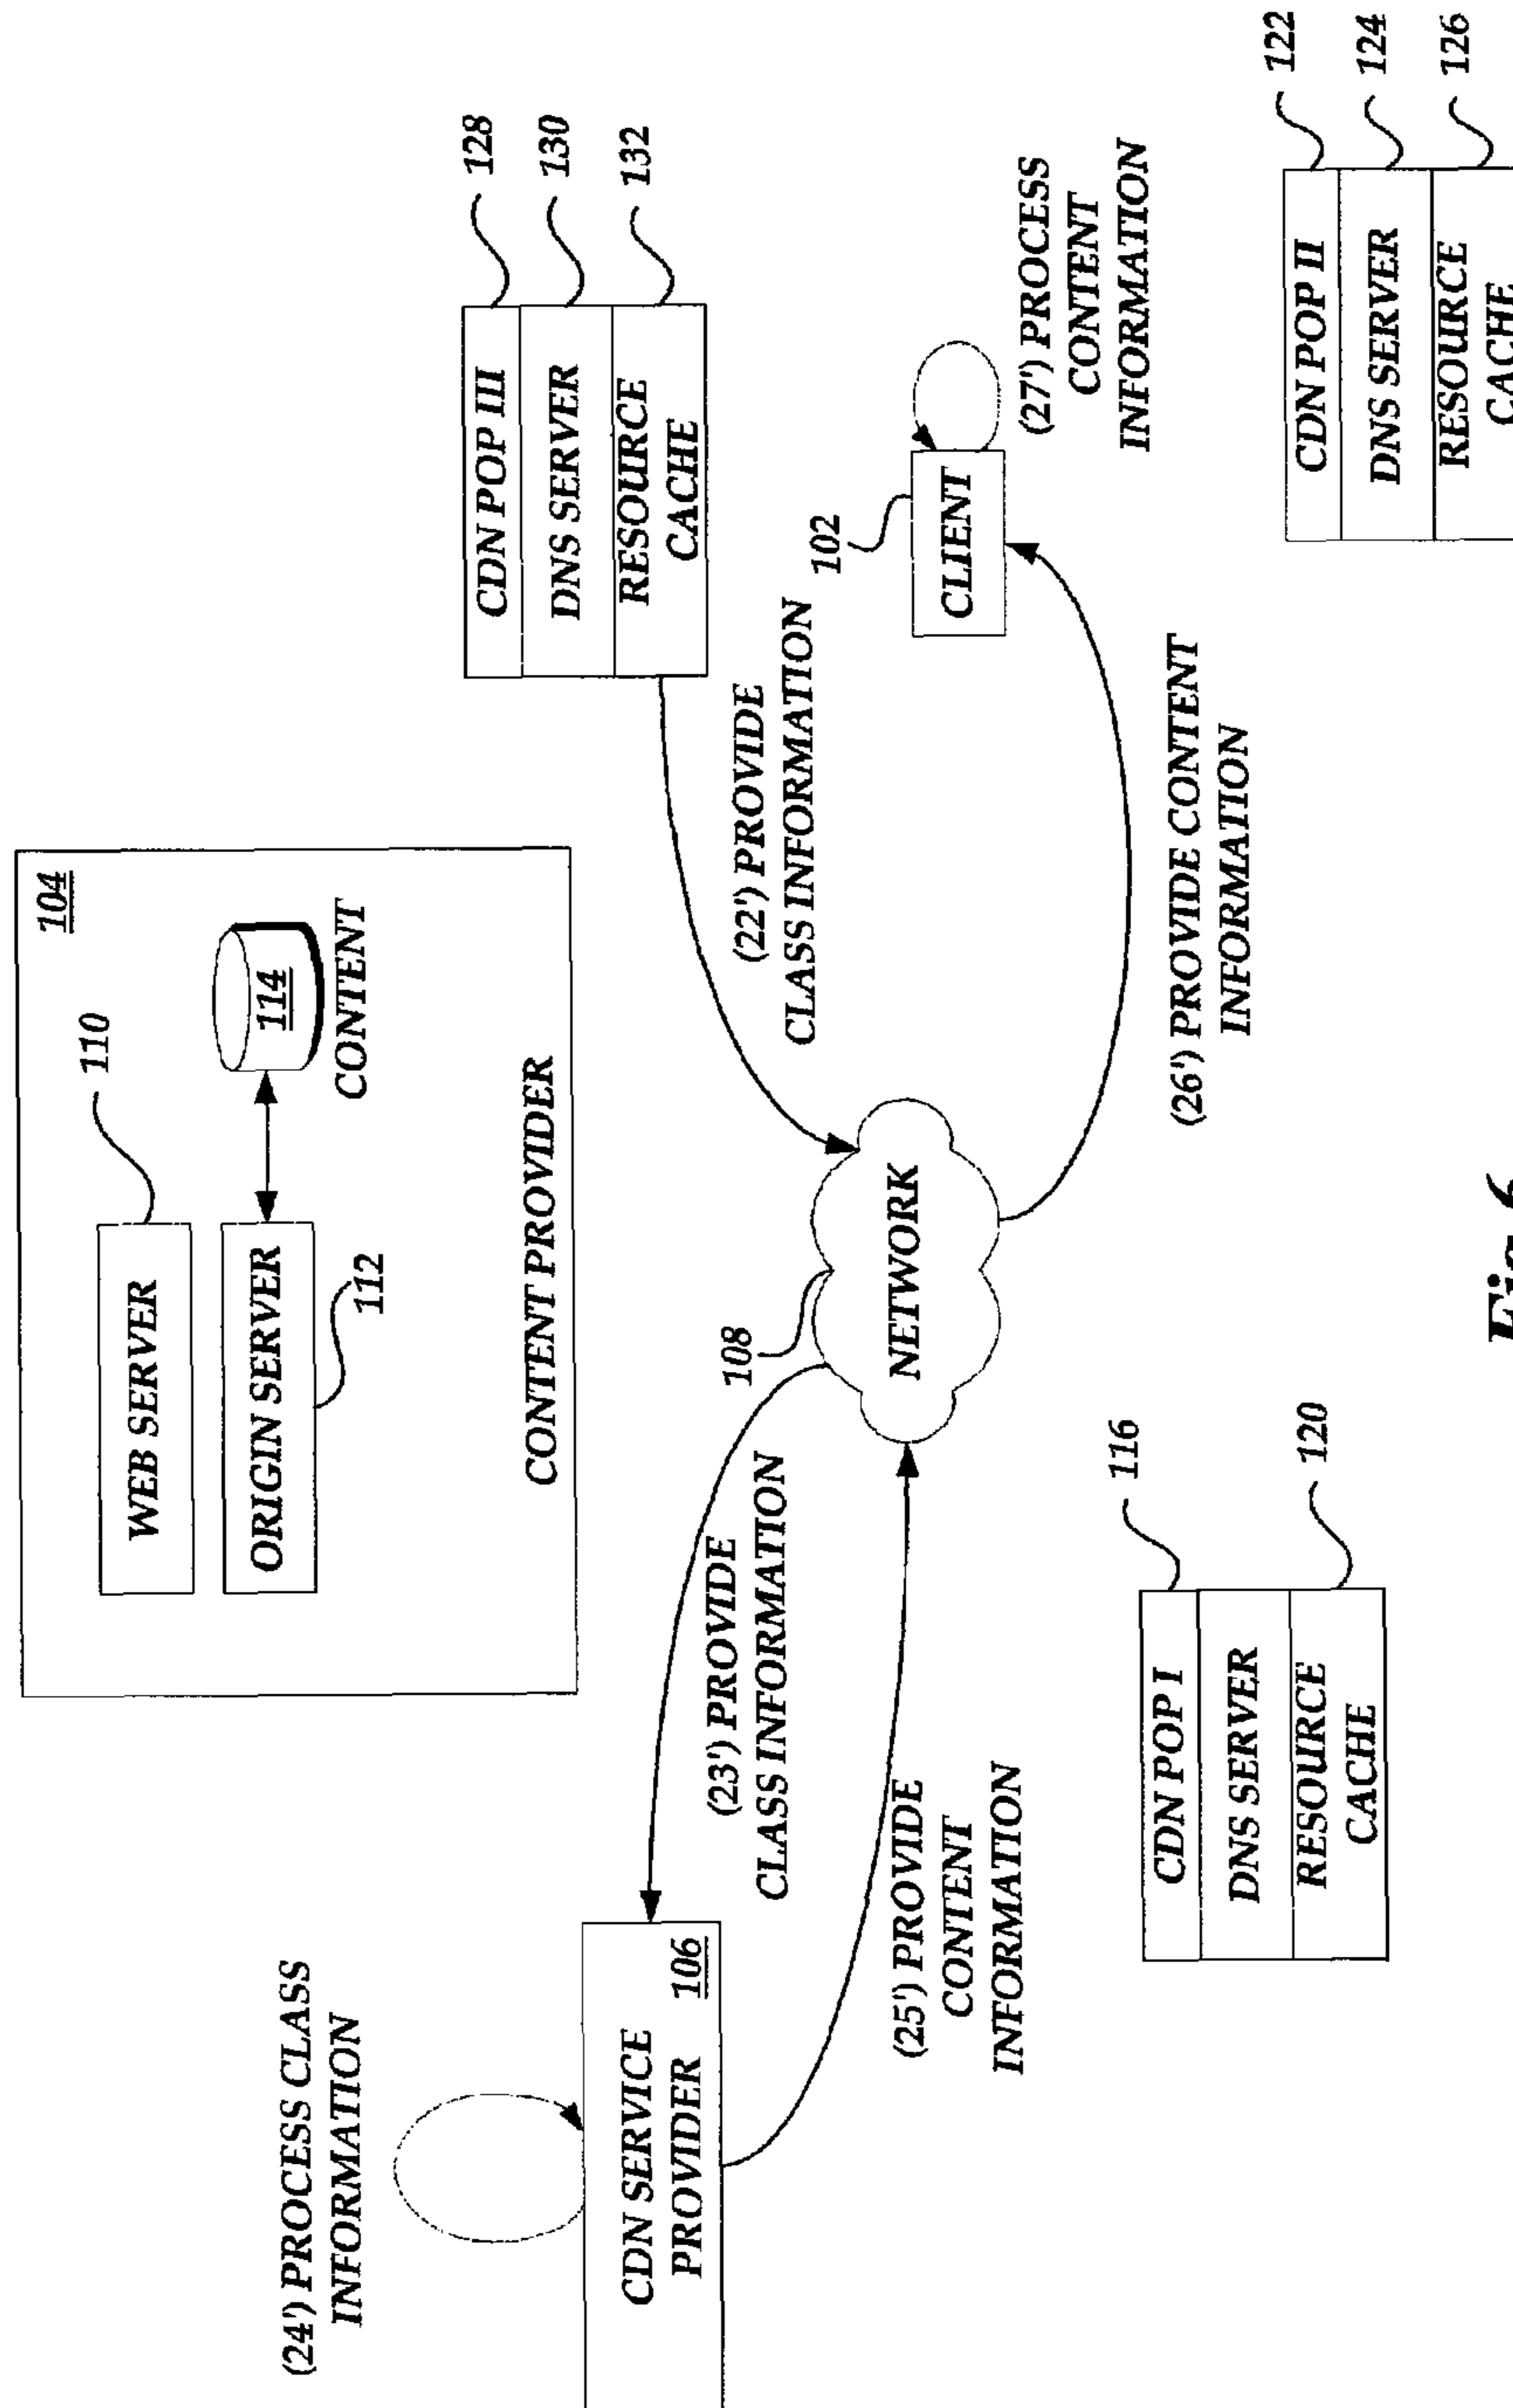 104
WEB SERVER
110
ORIGIN SERVER
112
114
CONTENT
CONTENT PROVIDER
(24') PROCESS CLASS
INFORMATION
CDN SERVICE
PROVIDER
106
(23') PROVIDE
CLASS INFORMATION
(25') PROVIDE
CONTENT
INFORMATION
108
NETWORK
(22') PROVIDE
CLASS INFORMATION
CDN POP III
128
DNS SERVER
130
RESOURCE
CACHE
132
102
CLIENT
(27') PROCESS
CONTENT
INFORMATION
(26') PROVIDE CONTENT
INFORMATION
CDN POP I
116
DNS SERVER
RESOURCE
CACHE
120
CDN POP II
122
DNS SERVER
124
RESOURCE
CACHE
126
Fig 6